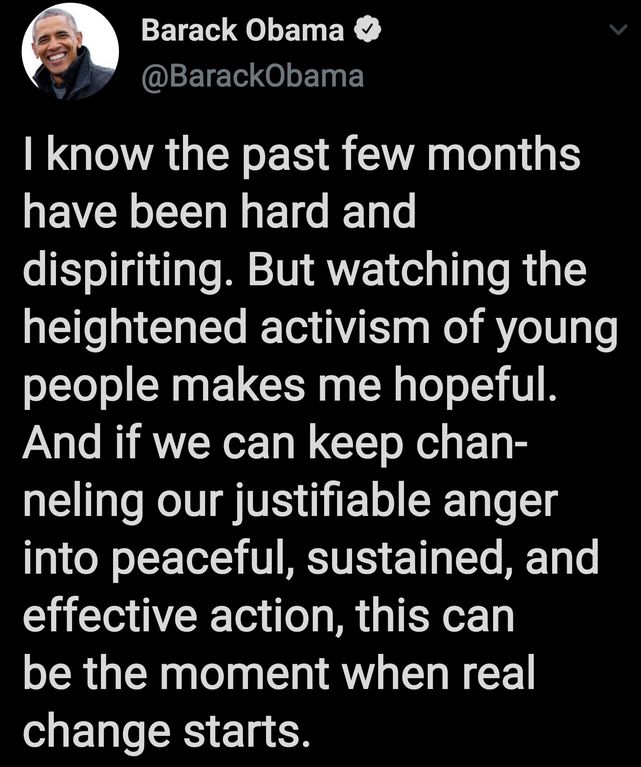 Barack Obama
@BarackObama
I know the past few months
have been hard and
dispiriting. But watching the
heightened activism of young
people makes me hopeful.
And if we can keep chan-
neling our justifiable anger
into peaceful, sustained, and
effective action, this can
be the moment when real
change starts.